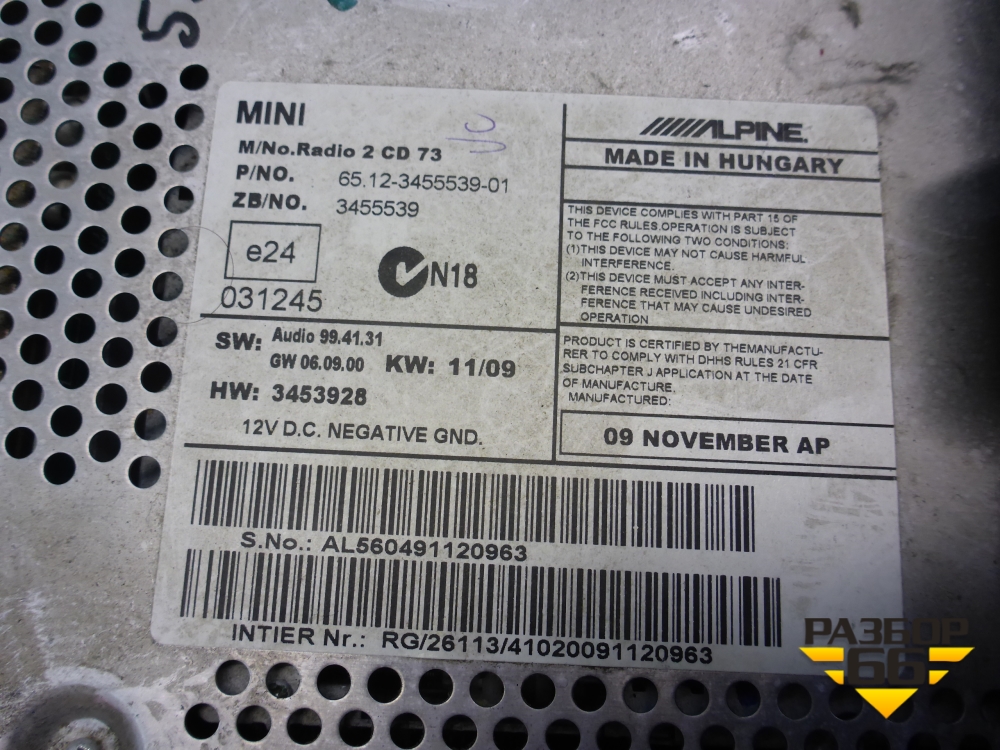 MINI
M/No.Radio 2 CD 73
P/NO. 65.12-3455539-01
ZB/NO. 3455539
e24
031245
N18
SW: Audio 99.41.31
GW 06.09.00 KW: 11/09
HW: 3453928
12V D.C. NEGATIVE GND.
ALPINE
MADE IN HUNGARY
THIS DEVICE COMPLIES WITH PART 15 OF
THE FCC RULES,OPERATION IS SUBJECT
TO THE FOLLOWING TWO CONDITIONS:
(1)THIS DEVICE MAY NOT CAUSE HARMFUL
INTERFERENCE.
(2)THIS DEVICE MUST ACCEPT ANY INTER-
FERENCE RECEIVED INCLUDING INTER-
FERENCE THAT MAY CAUSE UNDESIRED
OPERATION
PRODUCT IS CERTIFIED BY THEMANUFACTU-
RER TO COMPLY WITH DHHS RULES 21 CFR
SUBCHAPTER J APPLICATION AT THE DATE
OF MANUFACTURE.
MANUFACTURED:
09 NOVEMBER AP
S.No.: AL560491120963
INTIER Nr.: RG/26113/41020091120963
РАЗБОР
66